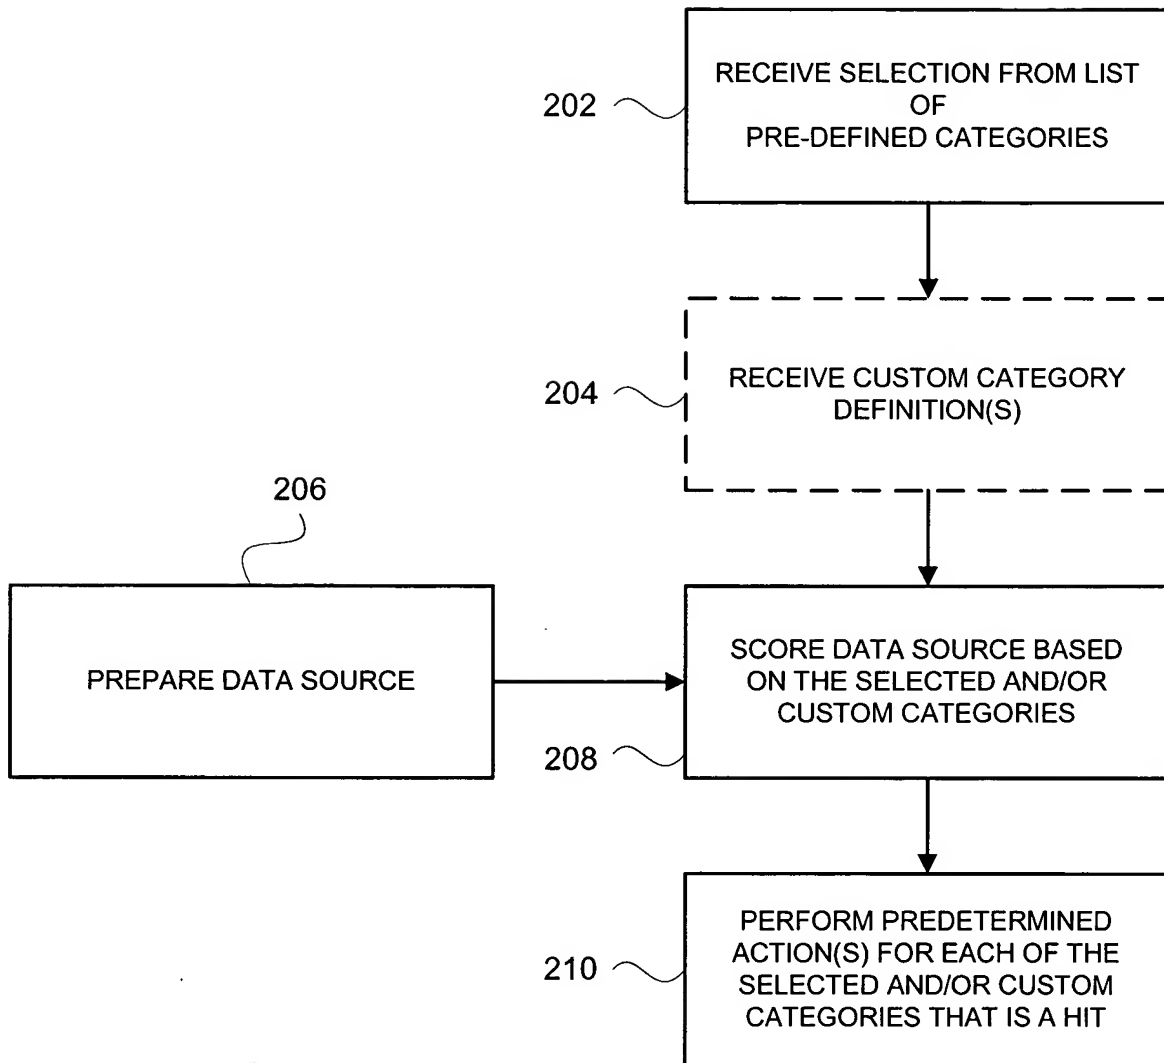 202
RECEIVE SELECTION FROM LIST
OF
PRE-DEFINED CATEGORIES
204
RECEIVE CUSTOM CATEGORY
DEFINITION(S)
206
PREPARE DATA SOURCE
SCORE DATA SOURCE BASED
ON THE SELECTED AND/OR
CUSTOM CATEGORIES
208
PERFORM PREDETERMINED
ACTION(S) FOR EACH OF THE
SELECTED AND/OR CUSTOM
CATEGORIES THAT IS A HIT
210